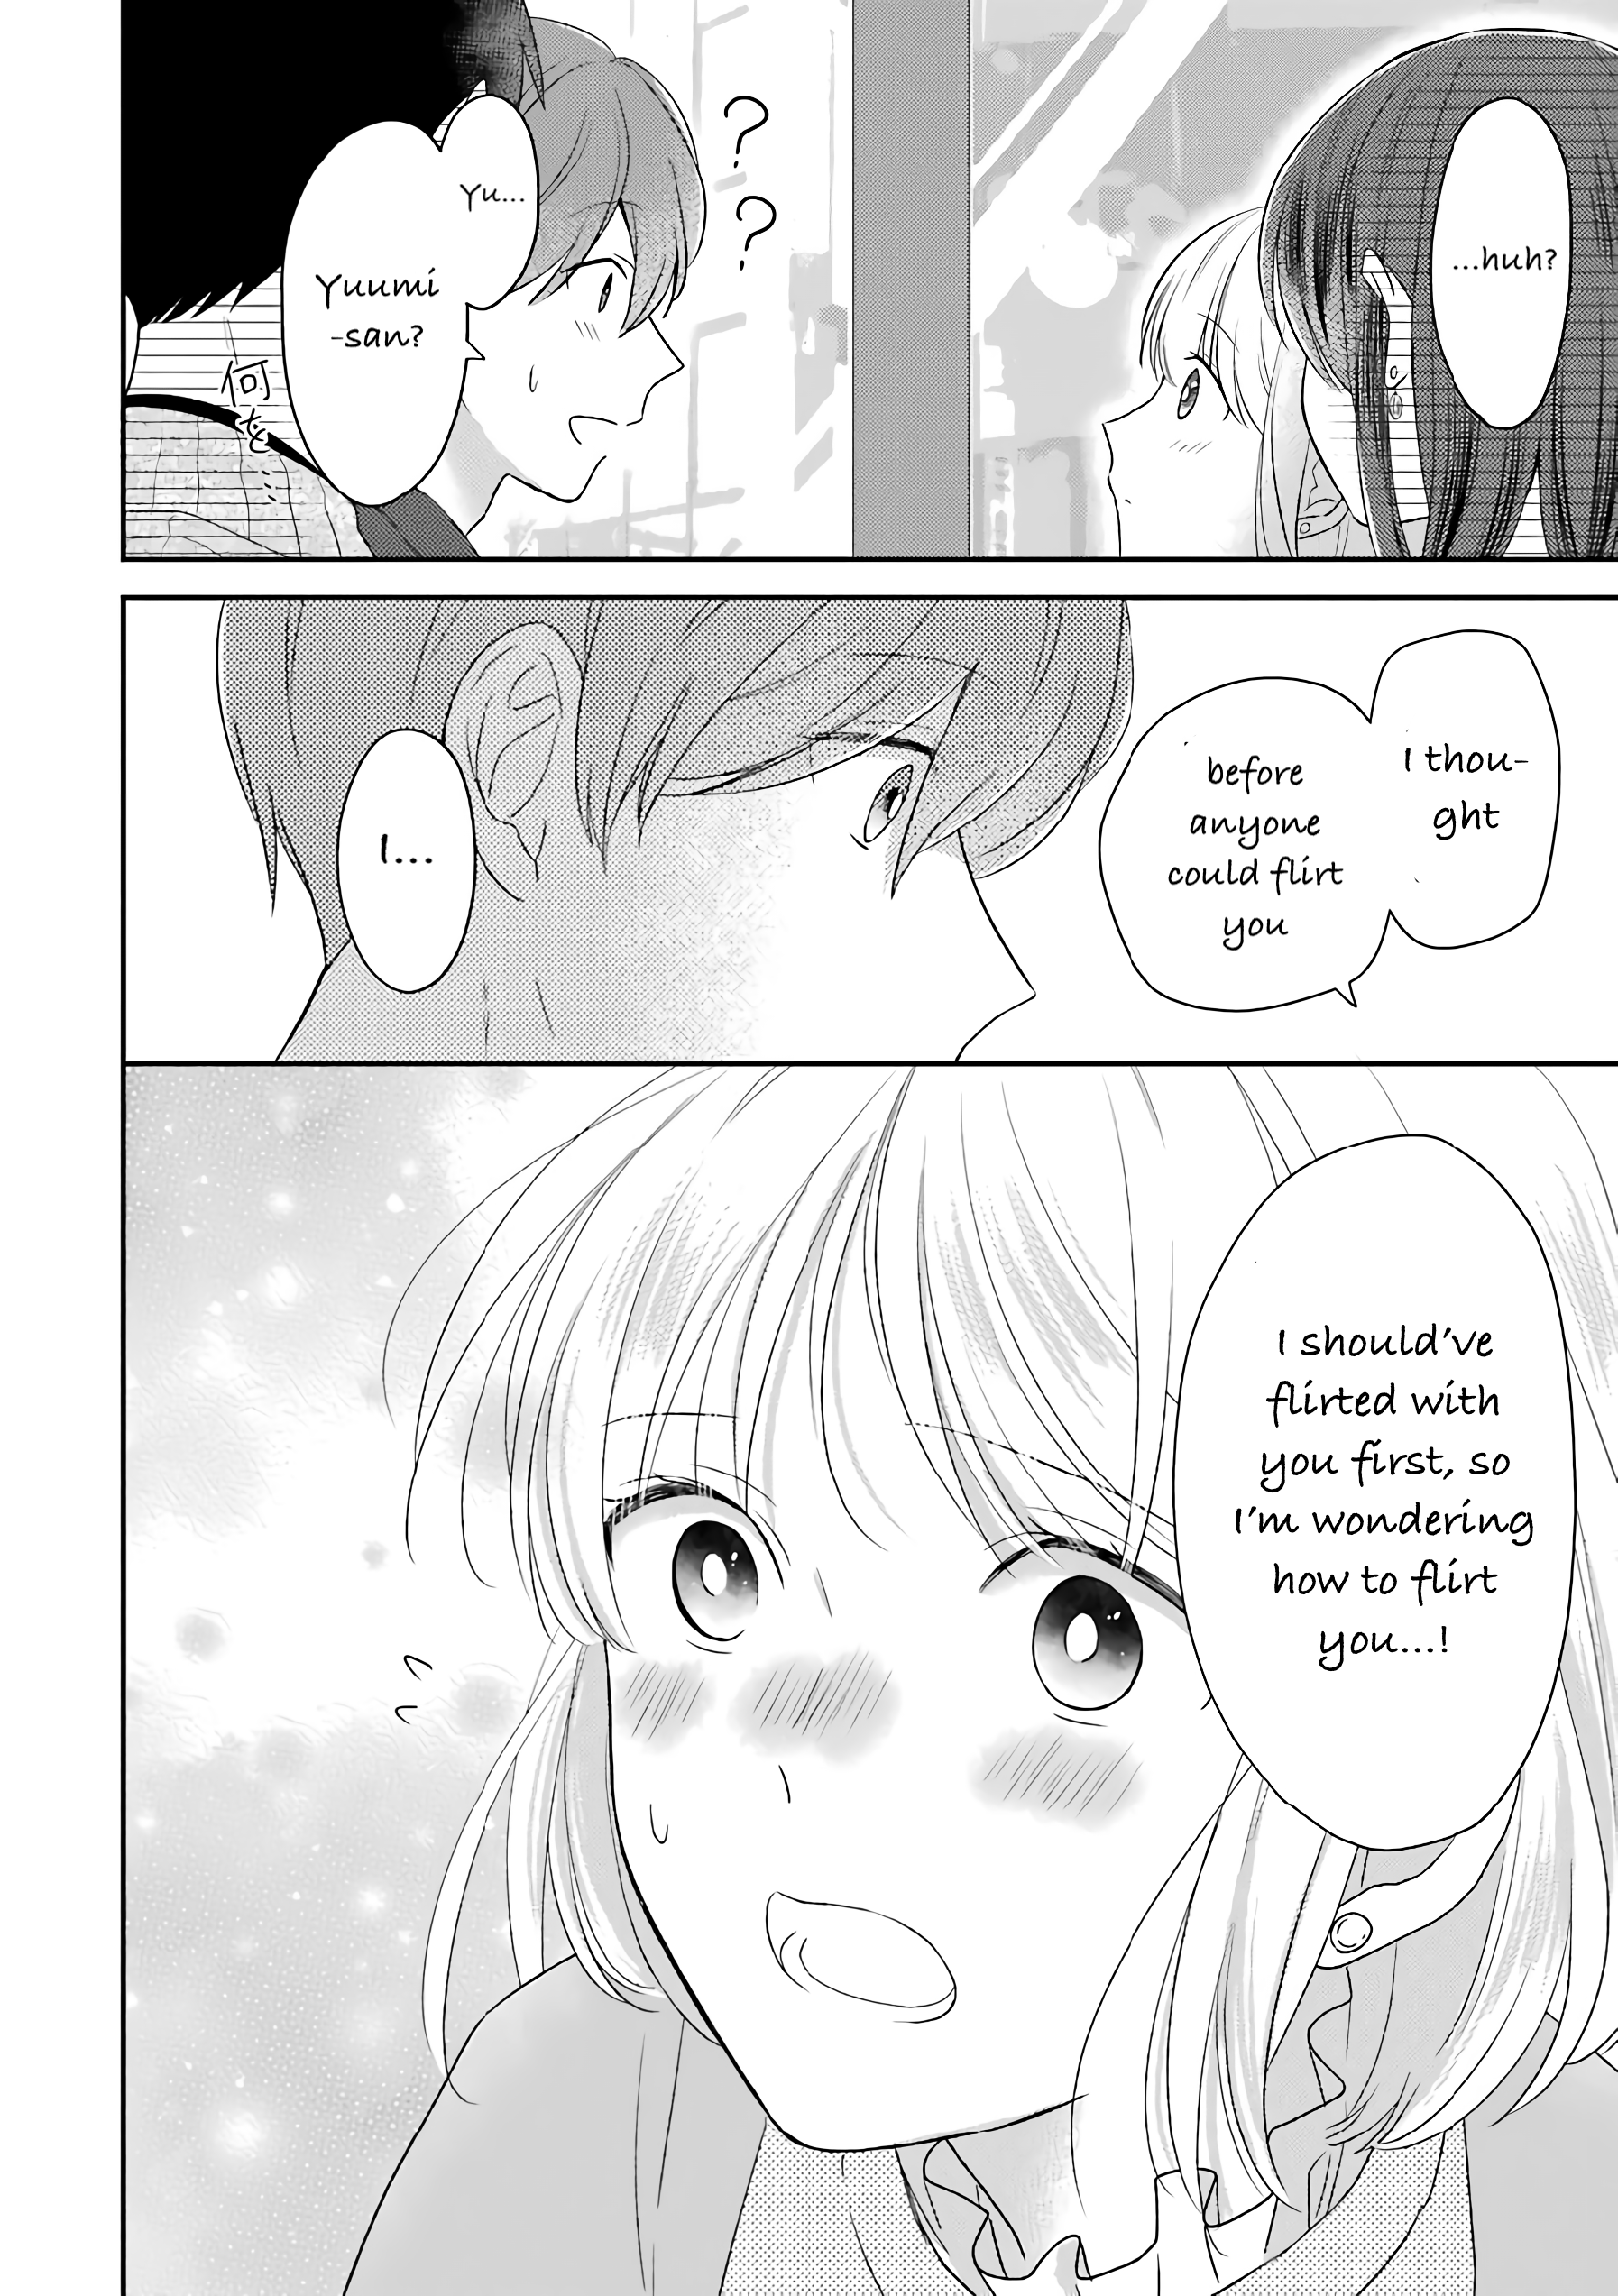 ...huh?
?
?
Yu...
Yuumi
-san?
何を...
I thou-
ght
before
anyone
could flirt
you
I...
I should've
flirted with
you first, so
I'm wondering
how to flirt
you...!